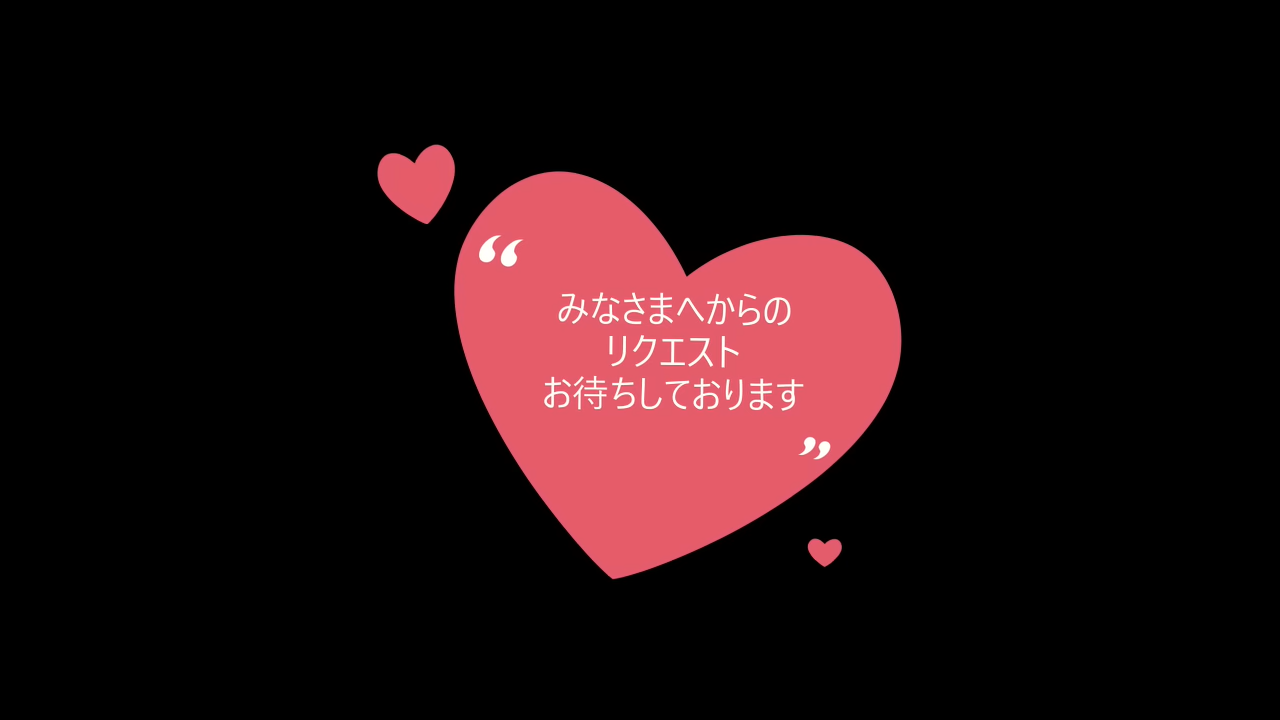 “
みなさまへからの
リクエスト
お待ちしております
”